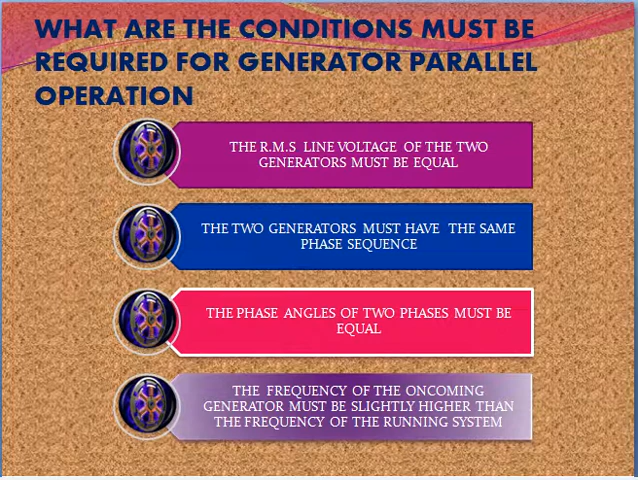 WHAT ARE THE CONDITIONS MUST BE
REQUIRED FOR GENERATOR PARALLEL
OPERATION
THE R.M.S LINE VOLTAGE OF THE TWO
GENERATORS MUST BE EQUAL
THE TWO GENERATORS MUST HAVE THE SAME
PHASE SEQUENCE
THE PHASE ANGLES OF TWO PHASES MUST BE
EQUAL
THE FREQUENCY OF THE ONCOMING
GENERATOR MUST BE SLIGHTLY HIGHER THAN
THE FREQUENCY OF THE RUNNING SYSTEM